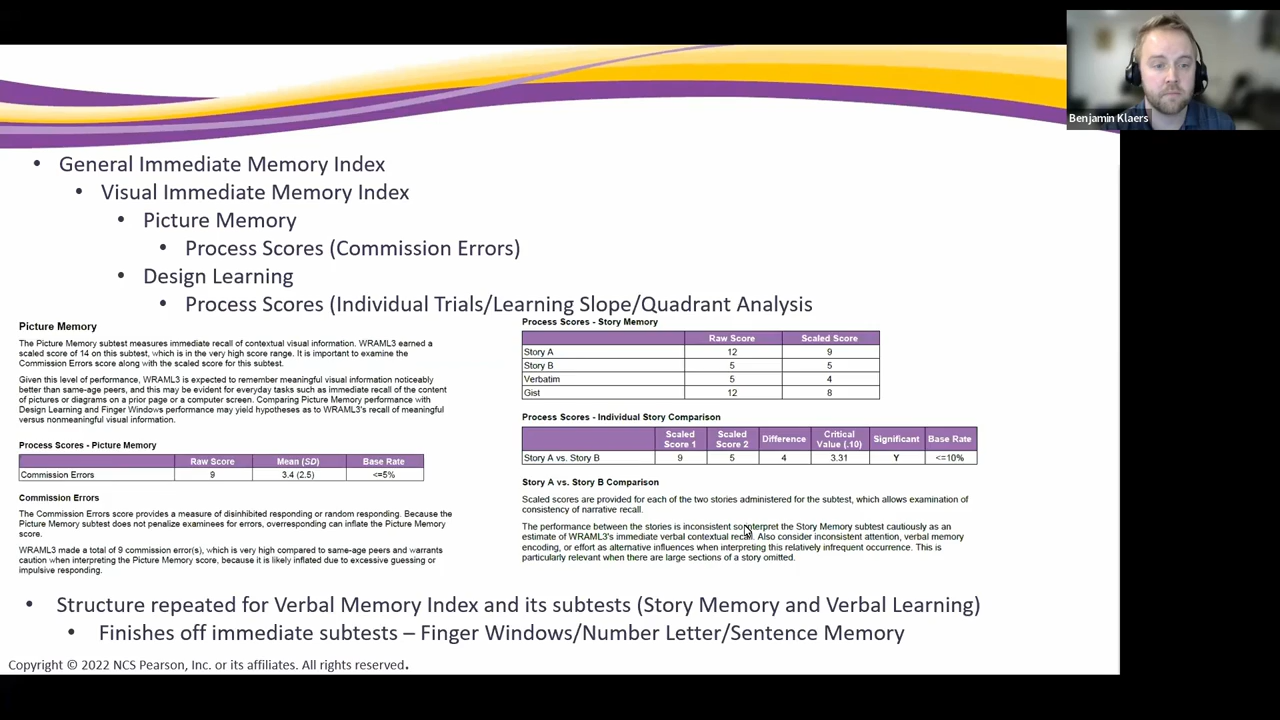 Benjamin Klaers
• General Immediate Memory Index
• Visual Immediate Memory Index
• Picture Memory
• Process Scores (Commission Errors)
• Design Learning
• Process Scores (Individual Trials/Learning Slope/Quadrant Analysis
Picture Memory
The Picture Memory subtest measures immediate recall of contextual visual information. WRAML3 earned a
scaled score of 14 on this subtest, which is in the very high score range. It is important to examine the
Commission Errors score along with the scaled score for this subtest.
Given this level of performance, WRAML3 is expected to remember meaningful visual information noticeably
better than same-age peers, and this may be evident for everyday tasks such as immediate recall of the content
of pictures or diagrams on a prior page or a computer screen. Comparing Picture Memory performance with
Design Learning and Finger Windows performance may yield hypotheses as to WRAML3's recall of meaningful
versus nonmeaningful visual information.
Process Scores - Picture Memory
Raw Score Mean (SD) Base Rate
Commission Errors 9 3.4 (2.5) <=5%
Commission Errors
The Commission Errors score provides a measure of disinhibited responding or random responding. Because the
Picture Memory subtest does not penalize examinees for errors, overresponding can inflate the Picture Memory
score.
WRAML3 made a total of 9 commission error(s), which is very high compared to same-age peers and warrants
caution when interpreting the Picture Memory score, because it is likely inflated due to excessive guessing or
impulsive responding.
Process Scores - Story Memory
Raw Score Scaled Score
Story A 12 9
Story B 5 5
Verbatim 5 4
Gist 12 8
Process Scores - Individual Story Comparison
Scaled Score 1 Scaled Score 2 Difference Critical Value (.10) Significant Base Rate
Story A vs. Story B 9 5 4 3.31 Y <=10%
Story A vs. Story B Comparison
Scaled scores are provided for each of the two stories administered for the subtest, which allows examination of
consistency of narrative recall.
The performance between the stories is inconsistent so interpret the Story Memory subtest cautiously as an
estimate of WRAML3's immediate verbal contextual recall. Also consider inconsistent attention, verbal memory
encoding, or effort as alternative influences when interpreting this relatively infrequent occurrence. This is
particularly relevant when there are large sections of a story omitted.
• Structure repeated for Verbal Memory Index and its subtests (Story Memory and Verbal Learning)
• Finishes off immediate subtests – Finger Windows/Number Letter/Sentence Memory
Copyright © 2022 NCS Pearson, Inc. or its affiliates. All rights reserved.